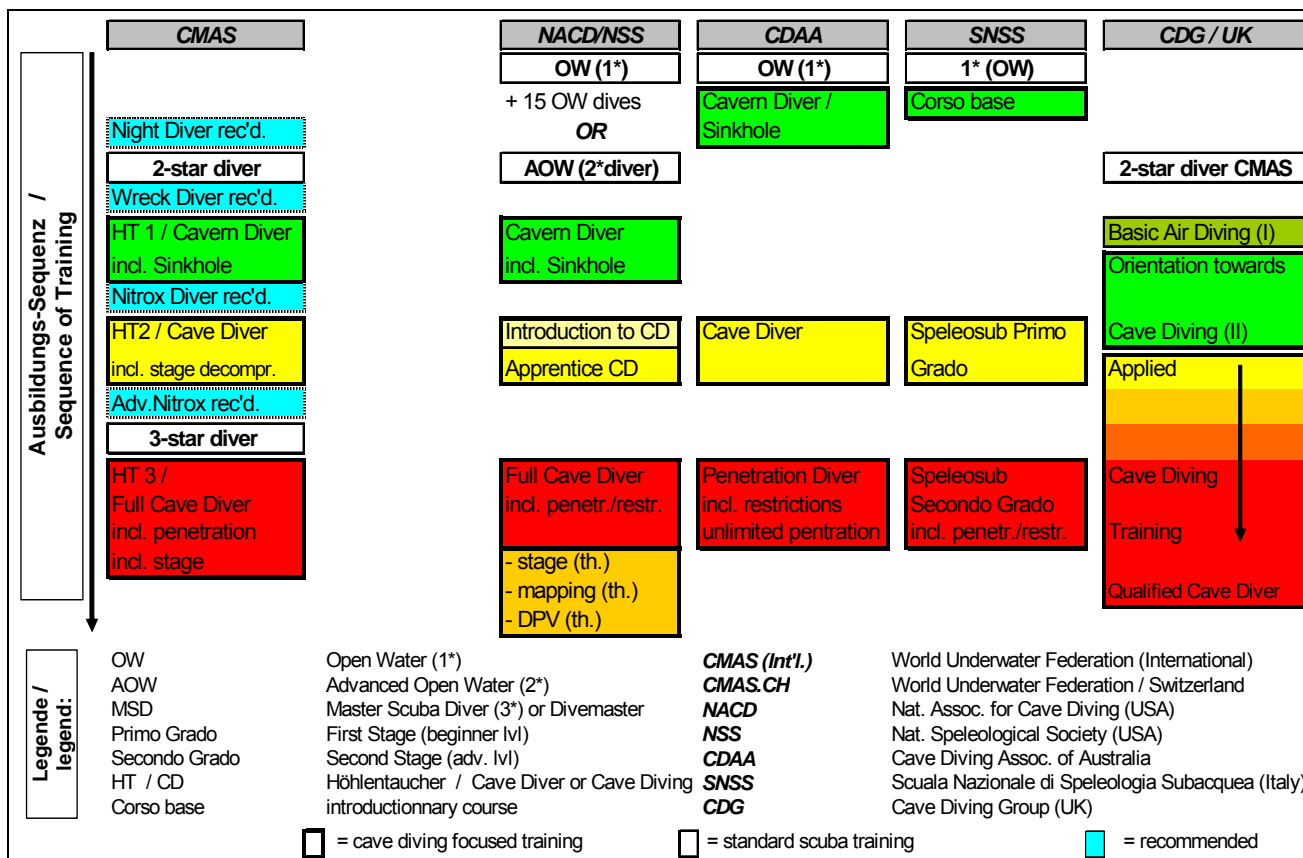 CMAS NACD/NSS CDAA SNSS CDG / UK
OW (1*) OW (1*) 1* (OW)
+ 15 OW dives Cavern Diver / Corso base
Night Diver rec'd. OR Sinkhole
2-star diver AOW (2*diver) 2-star diver CMAS
Wreck Diver rec'd.
HT 1 / Cavern Diver Cavern Diver Basic Air Diving (I)
incl. Sinkhole incl. Sinkhole Orientation towards
Nitrox Diver rec'd.
HT2 / Cave Diver Introduction to CD Cave Diver Speleosub Primo Cave Diving (II)
incl. stage decompr. Apprentice CD Grado Applied
Adv.Nitrox rec'd.
3-star diver
HT 3 / Full Cave Diver Penetration Diver Speleosub Cave Diving
Full Cave Diver incl. penetr./restr. incl. restrictions Secondo Grado
incl. penetration unlimited pentration incl. penetr./restr. Training
incl. stage - stage (th.)
- mapping (th.) Qualified Cave Diver
- DPV (th.)
Ausbildungs-Sequenz /
Sequence of Training
OW Open Water (1*) CMAS (Int'l.) World Underwater Federation (International)
AOW Advanced Open Water (2*) CMAS.CH World Underwater Federation / Switzerland
MSD Master Scuba Diver (3*) or Divemaster NACD Nat. Assoc. for Cave Diving (USA)
Primo Grado First Stage (beginner lvl) NSS Nat. Speleological Society (USA)
Secondo Grado Second Stage (adv. lvl) CDAA Cave Diving Assoc. of Australia
HT / CD Höhlentaucher / Cave Diver or Cave Diving SNSS Scuala Nazionale di Speleologia Subacquea (Italy)
Corso base introductionnary course CDG Cave Diving Group (UK)
Legende /
legend:
= cave diving focused training = standard scuba training = recommended